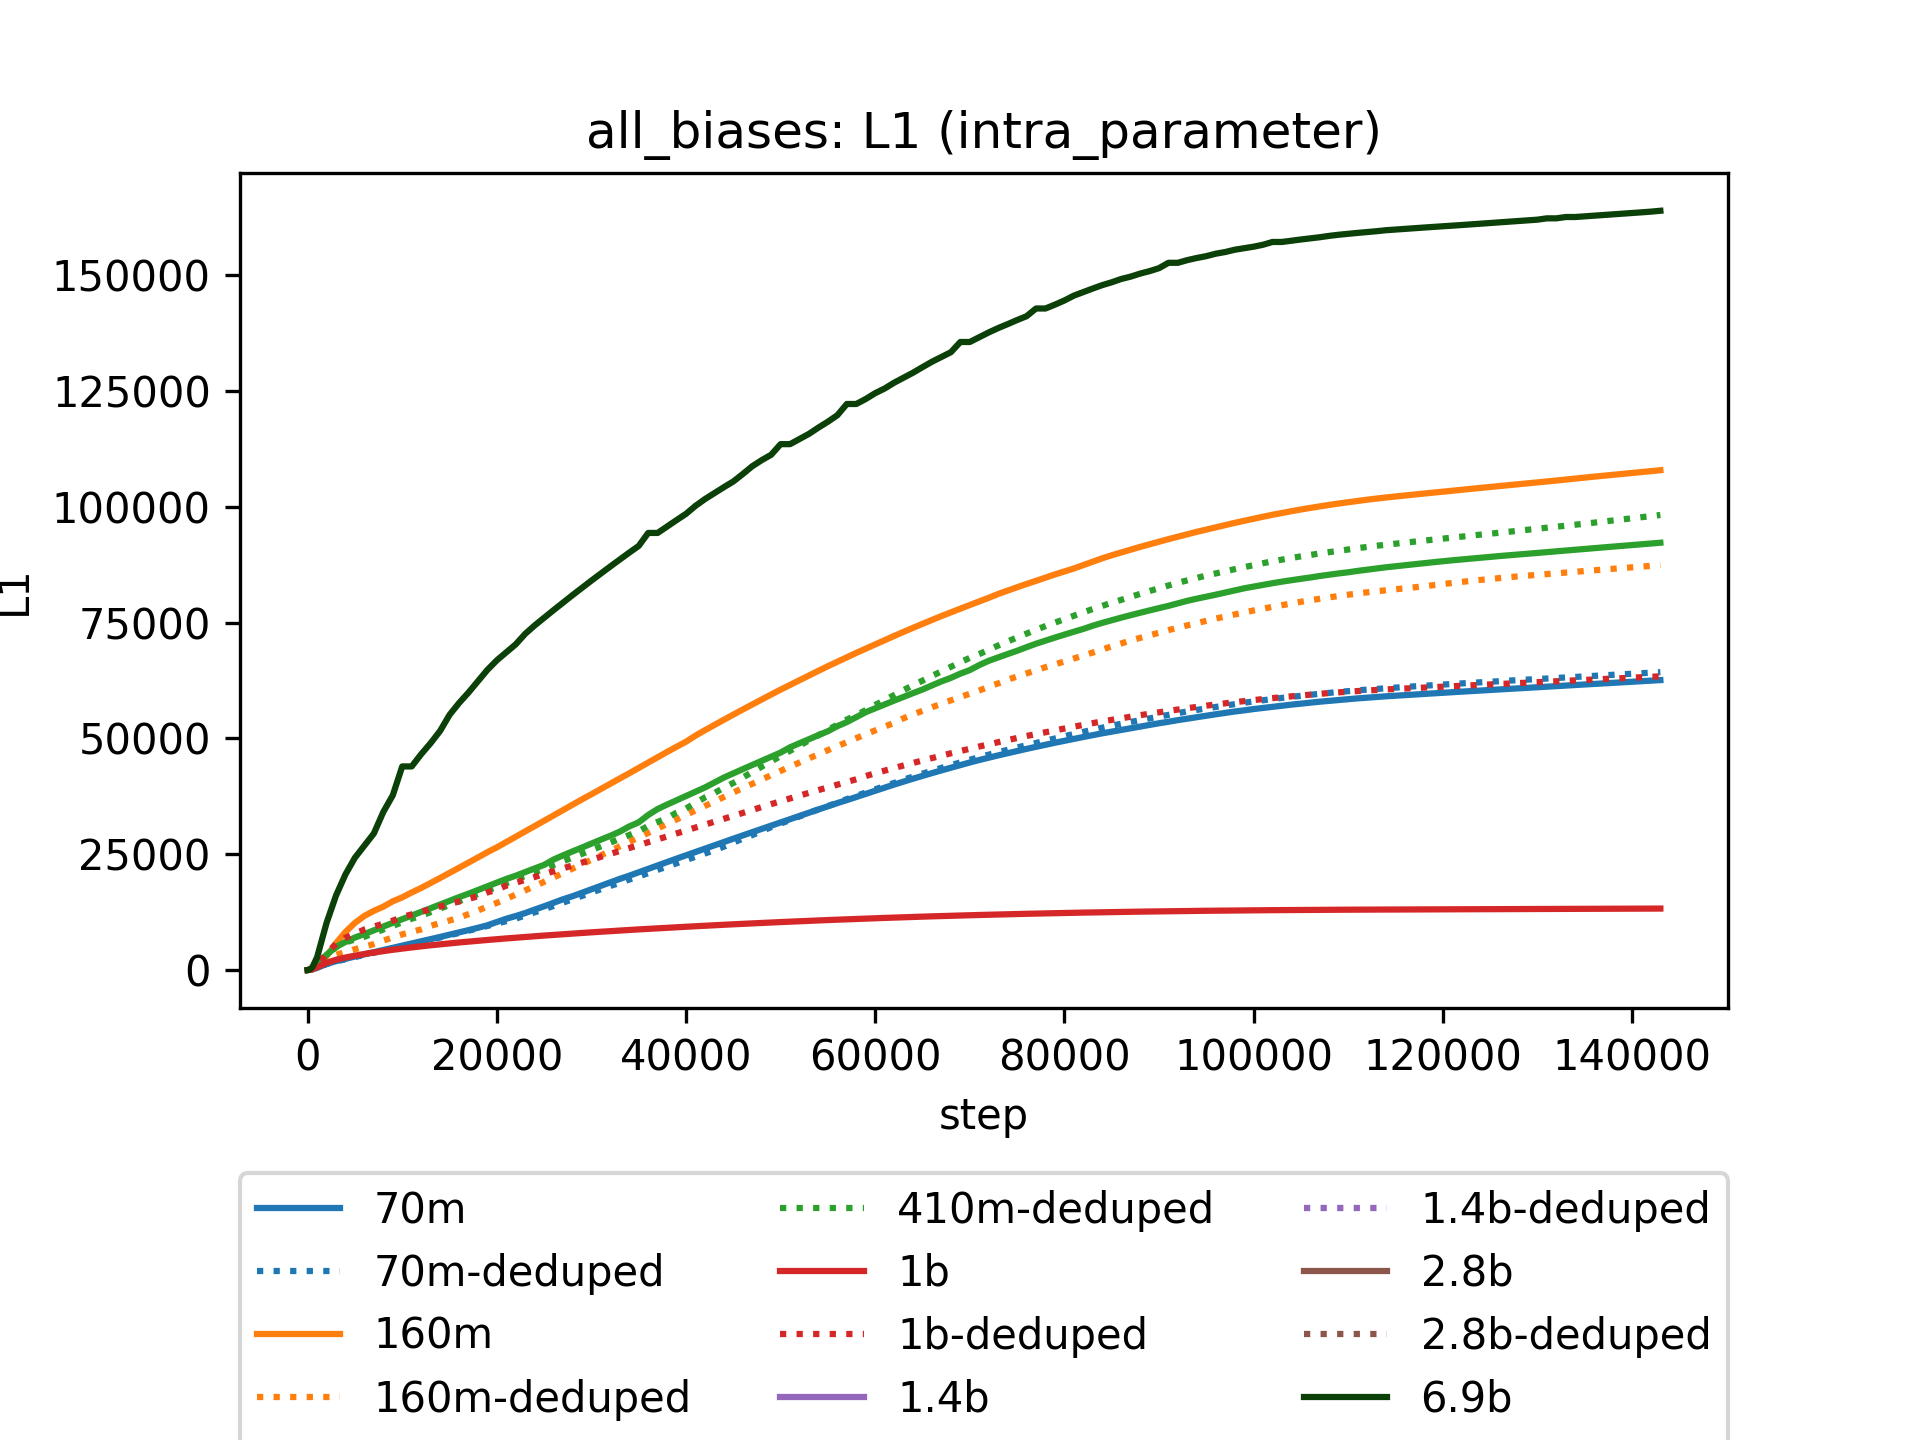 all_biases: L1 (intra_parameter)
150000
125000
100000
75000
50000
25000
0
L1
0 20000 40000 60000 80000 100000 120000 140000
step
70m 410m-deduped 1.4b-deduped
70m-deduped 1b 2.8b
160m 1b-deduped 2.8b-deduped
160m-deduped 1.4b 6.9b